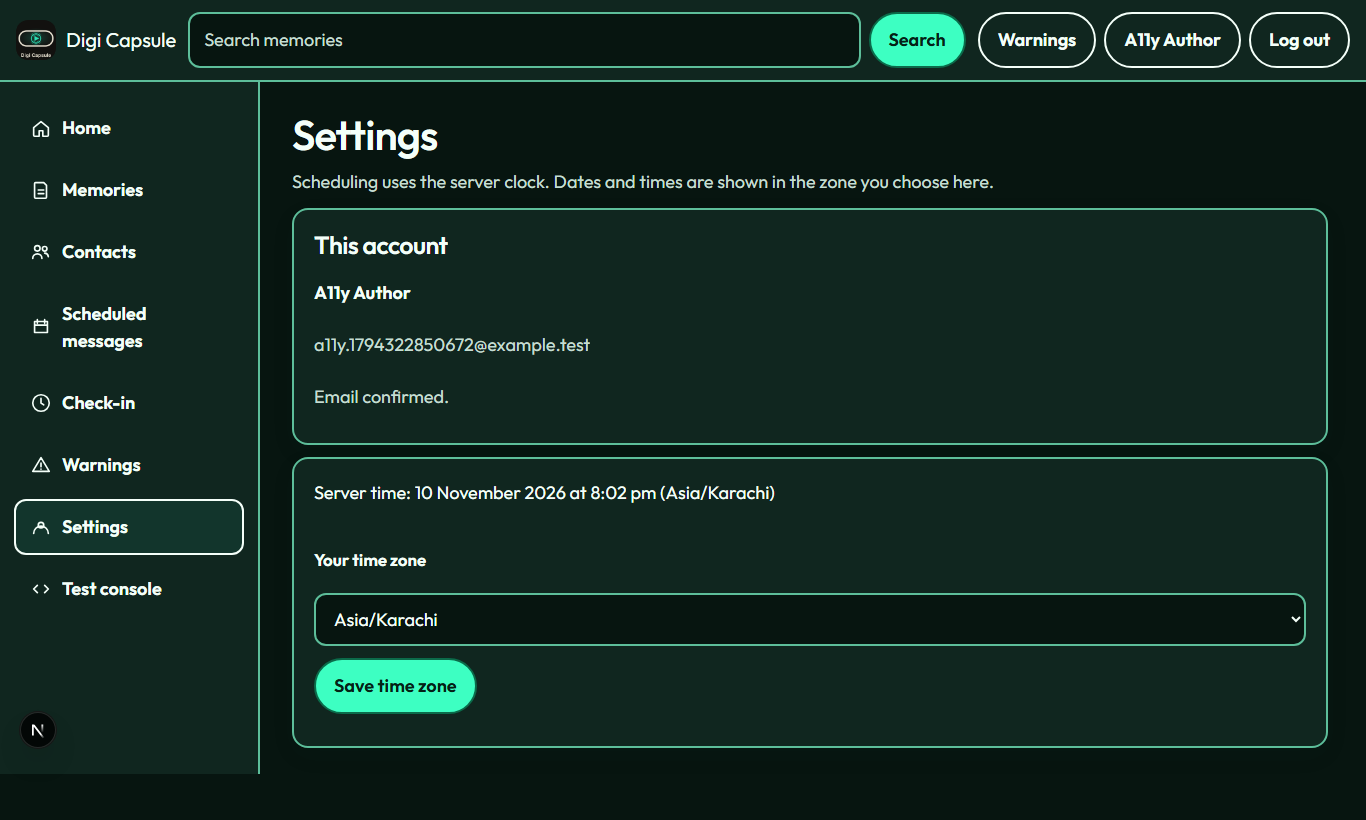 Digi Capsule
Digi Capsule
Search memories
Search
Warnings
A11y Author
Log out
Home
Memories
Contacts
Scheduled
messages
Check-in
Warnings
Settings
Test console
N
Settings
Scheduling uses the server clock. Dates and times are shown in the zone you choose here.
This account
A11y Author
a11y.1794322850672@example.test
Email confirmed.
Server time: 10 November 2026 at 8:02 pm (Asia/Karachi)
Your time zone
Asia/Karachi
Save time zone